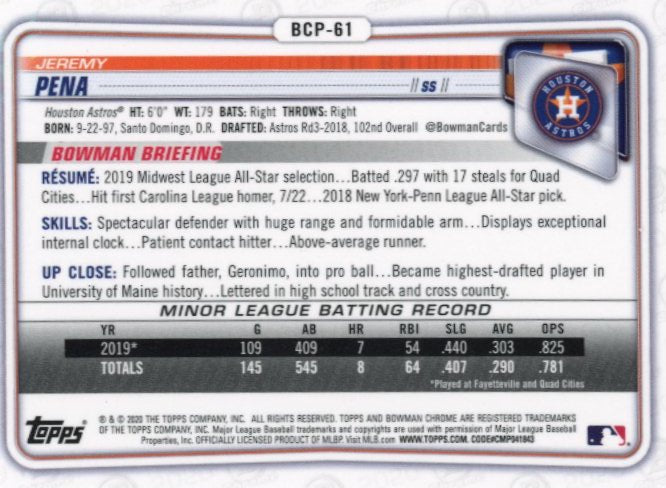 BCP-61
JEREMY
PENA
// SS //
HOUSTON
H
ASTROS
Houston Astros® HT: 6'0" WT: 179 BATS: Right THROWS: Right
BORN: 9-22-97, Santo Domingo, D.R. DRAFTED: Astros Rd3-2018, 102nd Overall @BowmanCards
BOWMAN BRIEFING
RÉSUMÉ: 2019 Midwest League All-Star selection...Batted .297 with 17 steals for Quad
Cities...Hit first Carolina League homer, 7/22...2018 New York-Penn League All-Star pick.
SKILLS: Spectacular defender with huge range and formidable arm...Displays exceptional
internal clock...Patient contact hitter...Above-average runner.
UP CLOSE: Followed father, Geronimo, into pro ball...Became highest-drafted player in
University of Maine history...Lettered in high school track and cross country.
MINOR LEAGUE BATTING RECORD
YR G AB HR RBI SLG AVG OPS
2019* 109 409 7 54 .440 .303 .825
TOTALS 145 545 8 64 .407 .290 .781
*Played at Fayetteville and Quad Cities
Topps
® & © 2020 THE TOPPS COMPANY, INC. ALL RIGHTS RESERVED. TOPPS AND BOWMAN CHROME ARE REGISTERED TRADEMARKS
OF THE TOPPS COMPANY, INC. Major League Baseball trademarks and copyrights are used with permission of Major League Baseball
Properties, Inc. OFFICIALLY LICENSED PRODUCT OF MLBP. Visit MLB.com WWW.TOPPS.COM. CODE#CMP041843